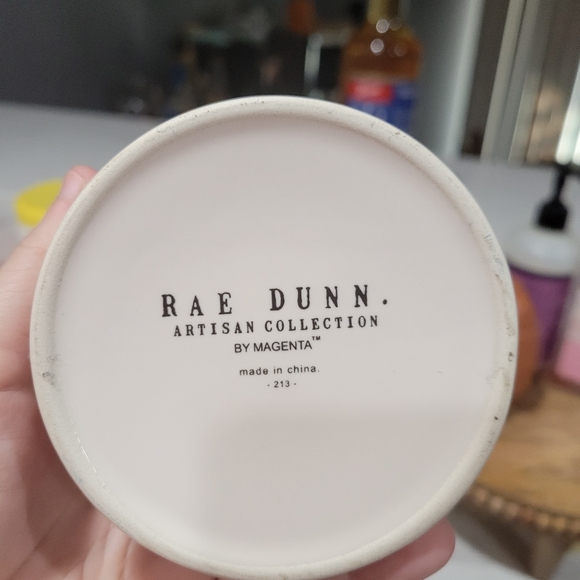 RAE DUNN.
ARTISAN COLLECTION
BY MAGENTA™
made in china.
- 213 -